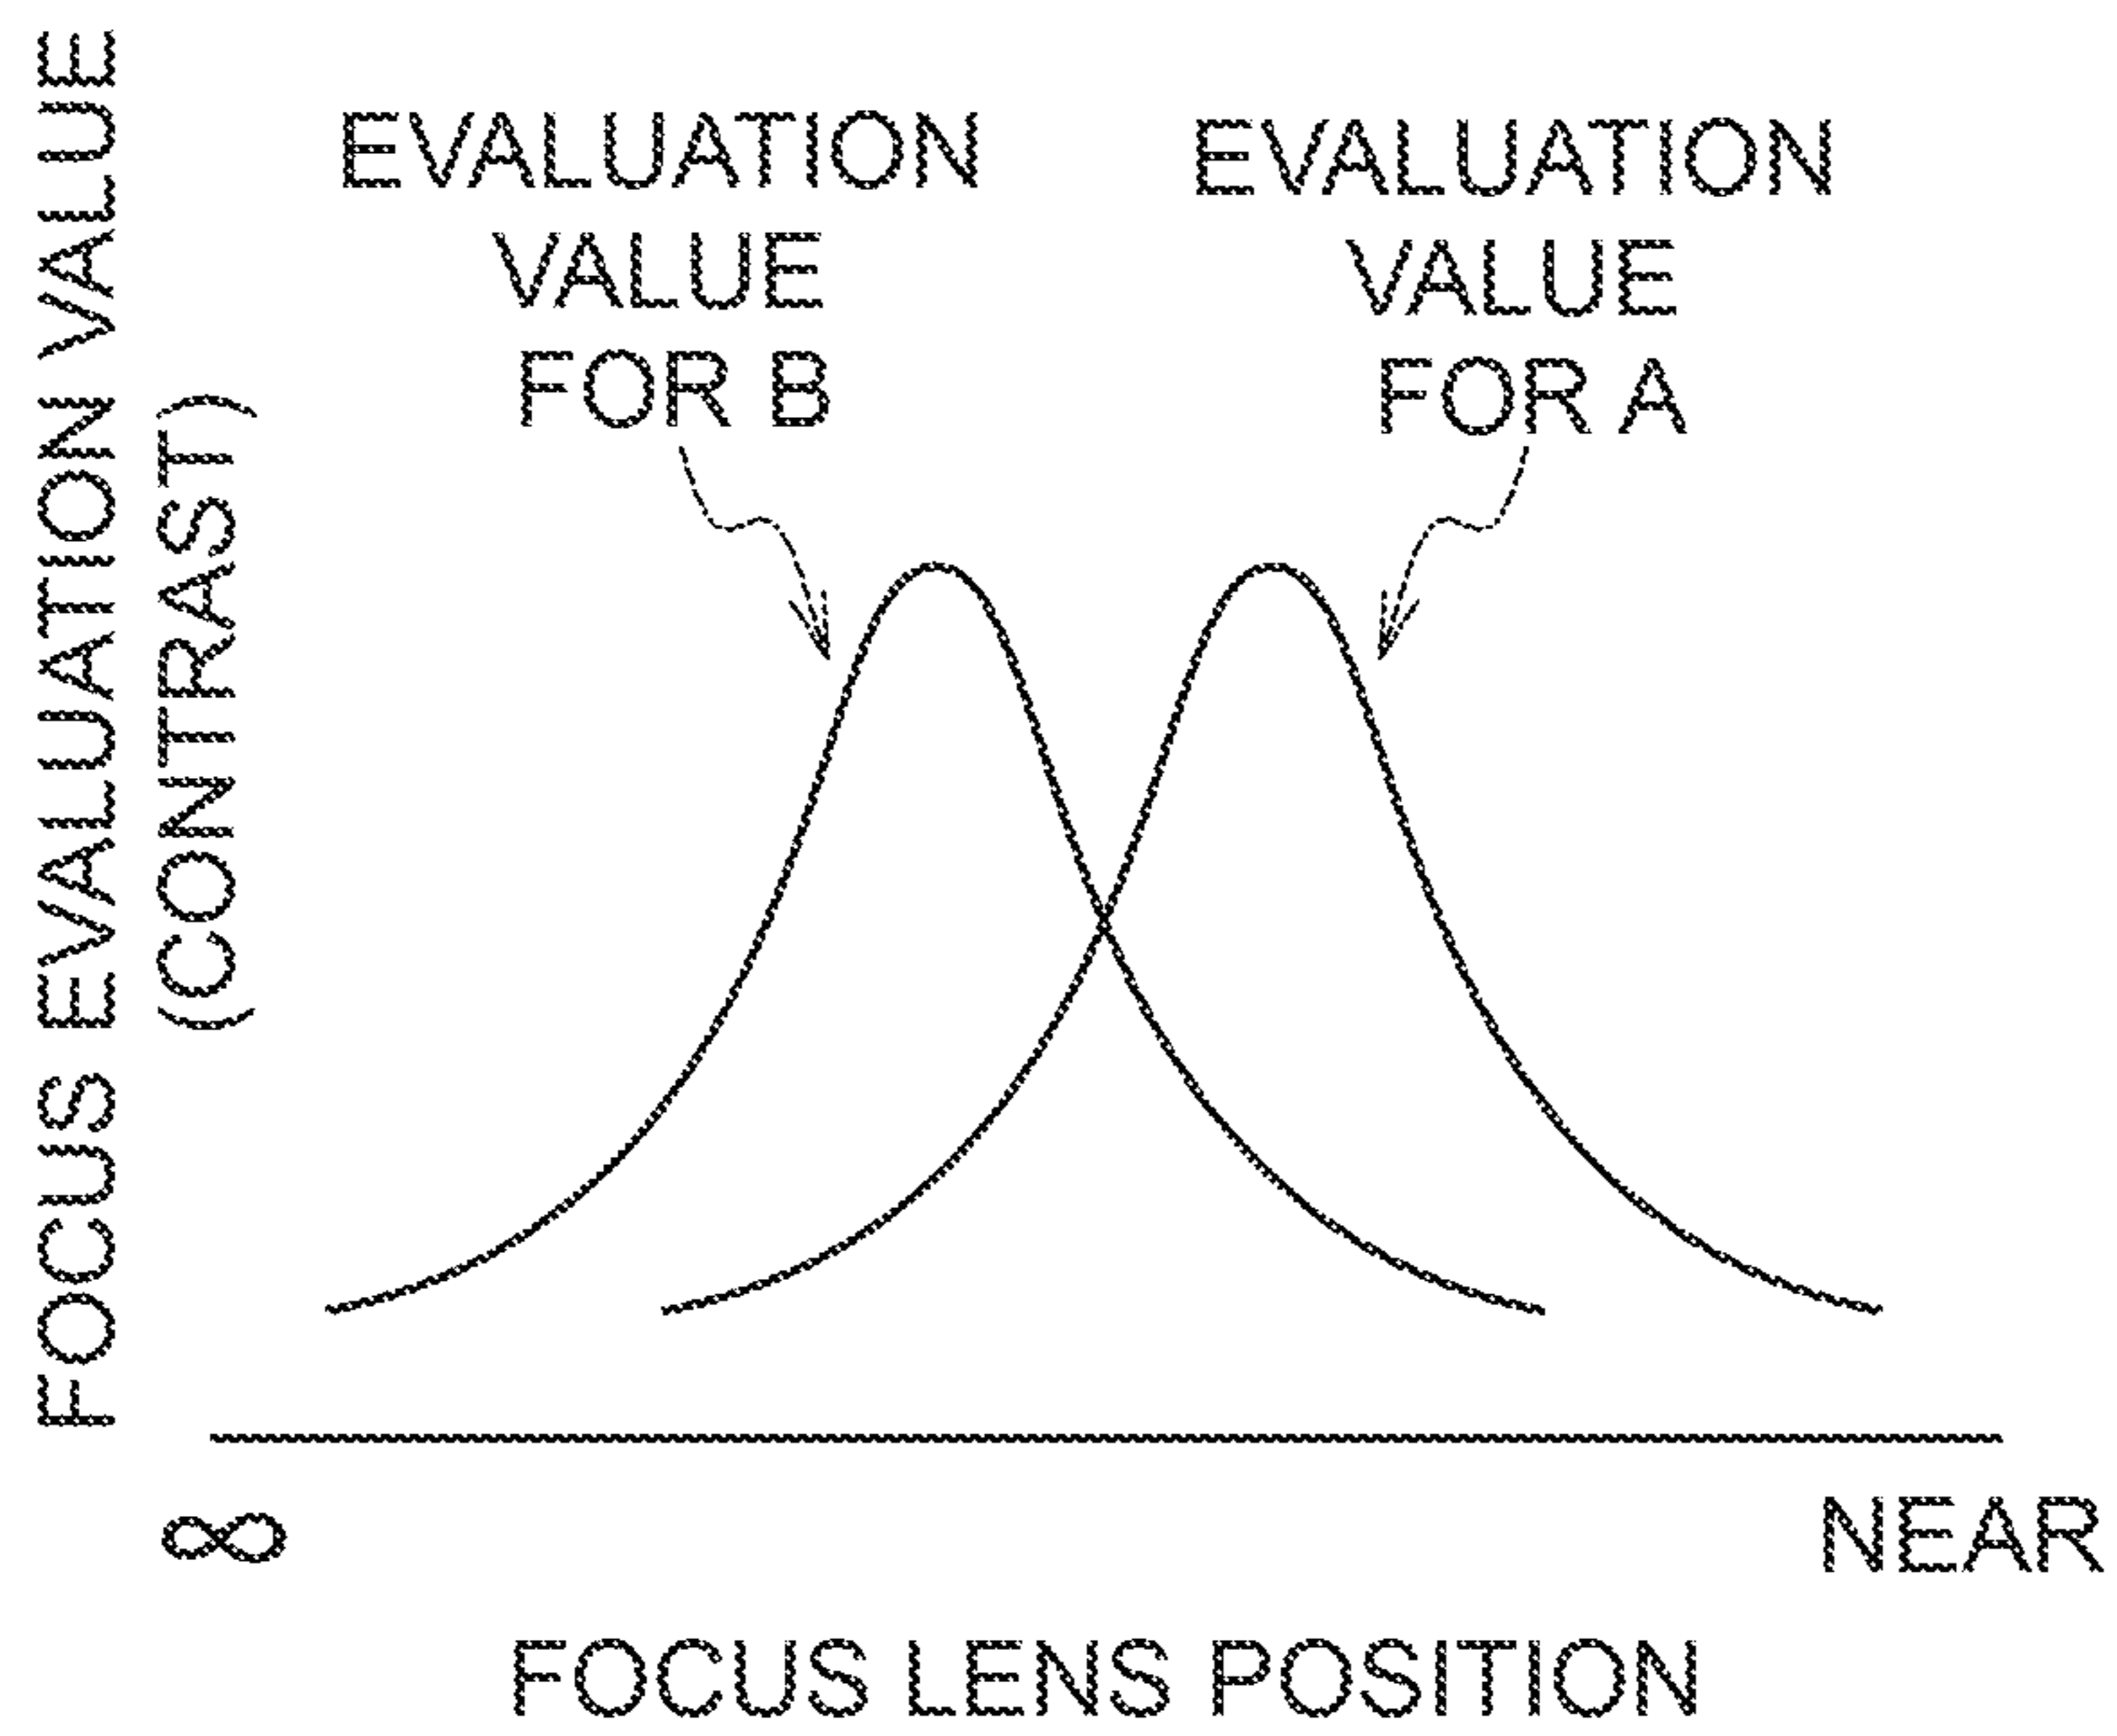 FOCUS EVALUATION VALUE
(CONTRAST)
EVALUATION
VALUE
FOR B
EVALUATION
VALUE
FOR A
∞
NEAR
FOCUS LENS POSITION